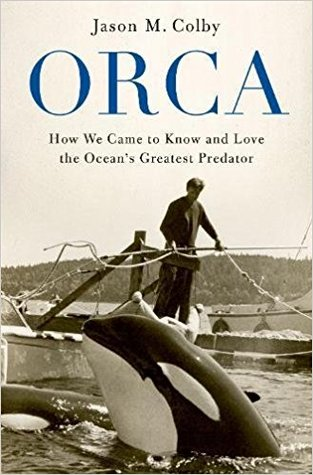 Jason M. Colby
ORCA
How We Came to Know and Love
the Ocean's Greatest Predator